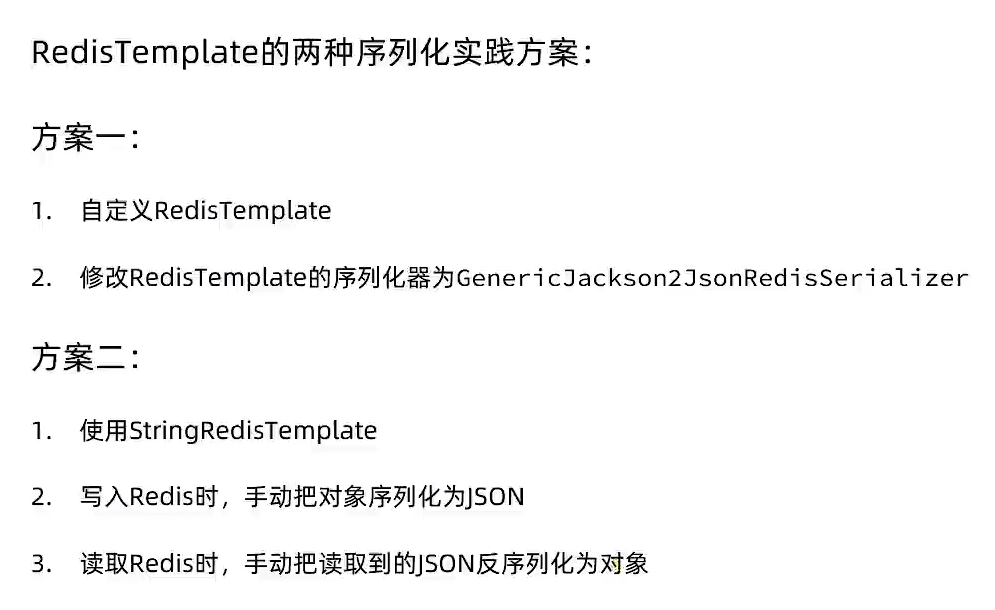 RedisTemplate的两种序列化实践方案：
方案一：
1. 自定义RedisTemplate
2. 修改RedisTemplate的序列化器为GenericJackson2JsonRedisSerializer
方案二：
1. 使用StringRedisTemplate
2. 写入Redis时，手动把对象序列化为JSON
3. 读取Redis时，手动把读取到的JSON反序列化为对象